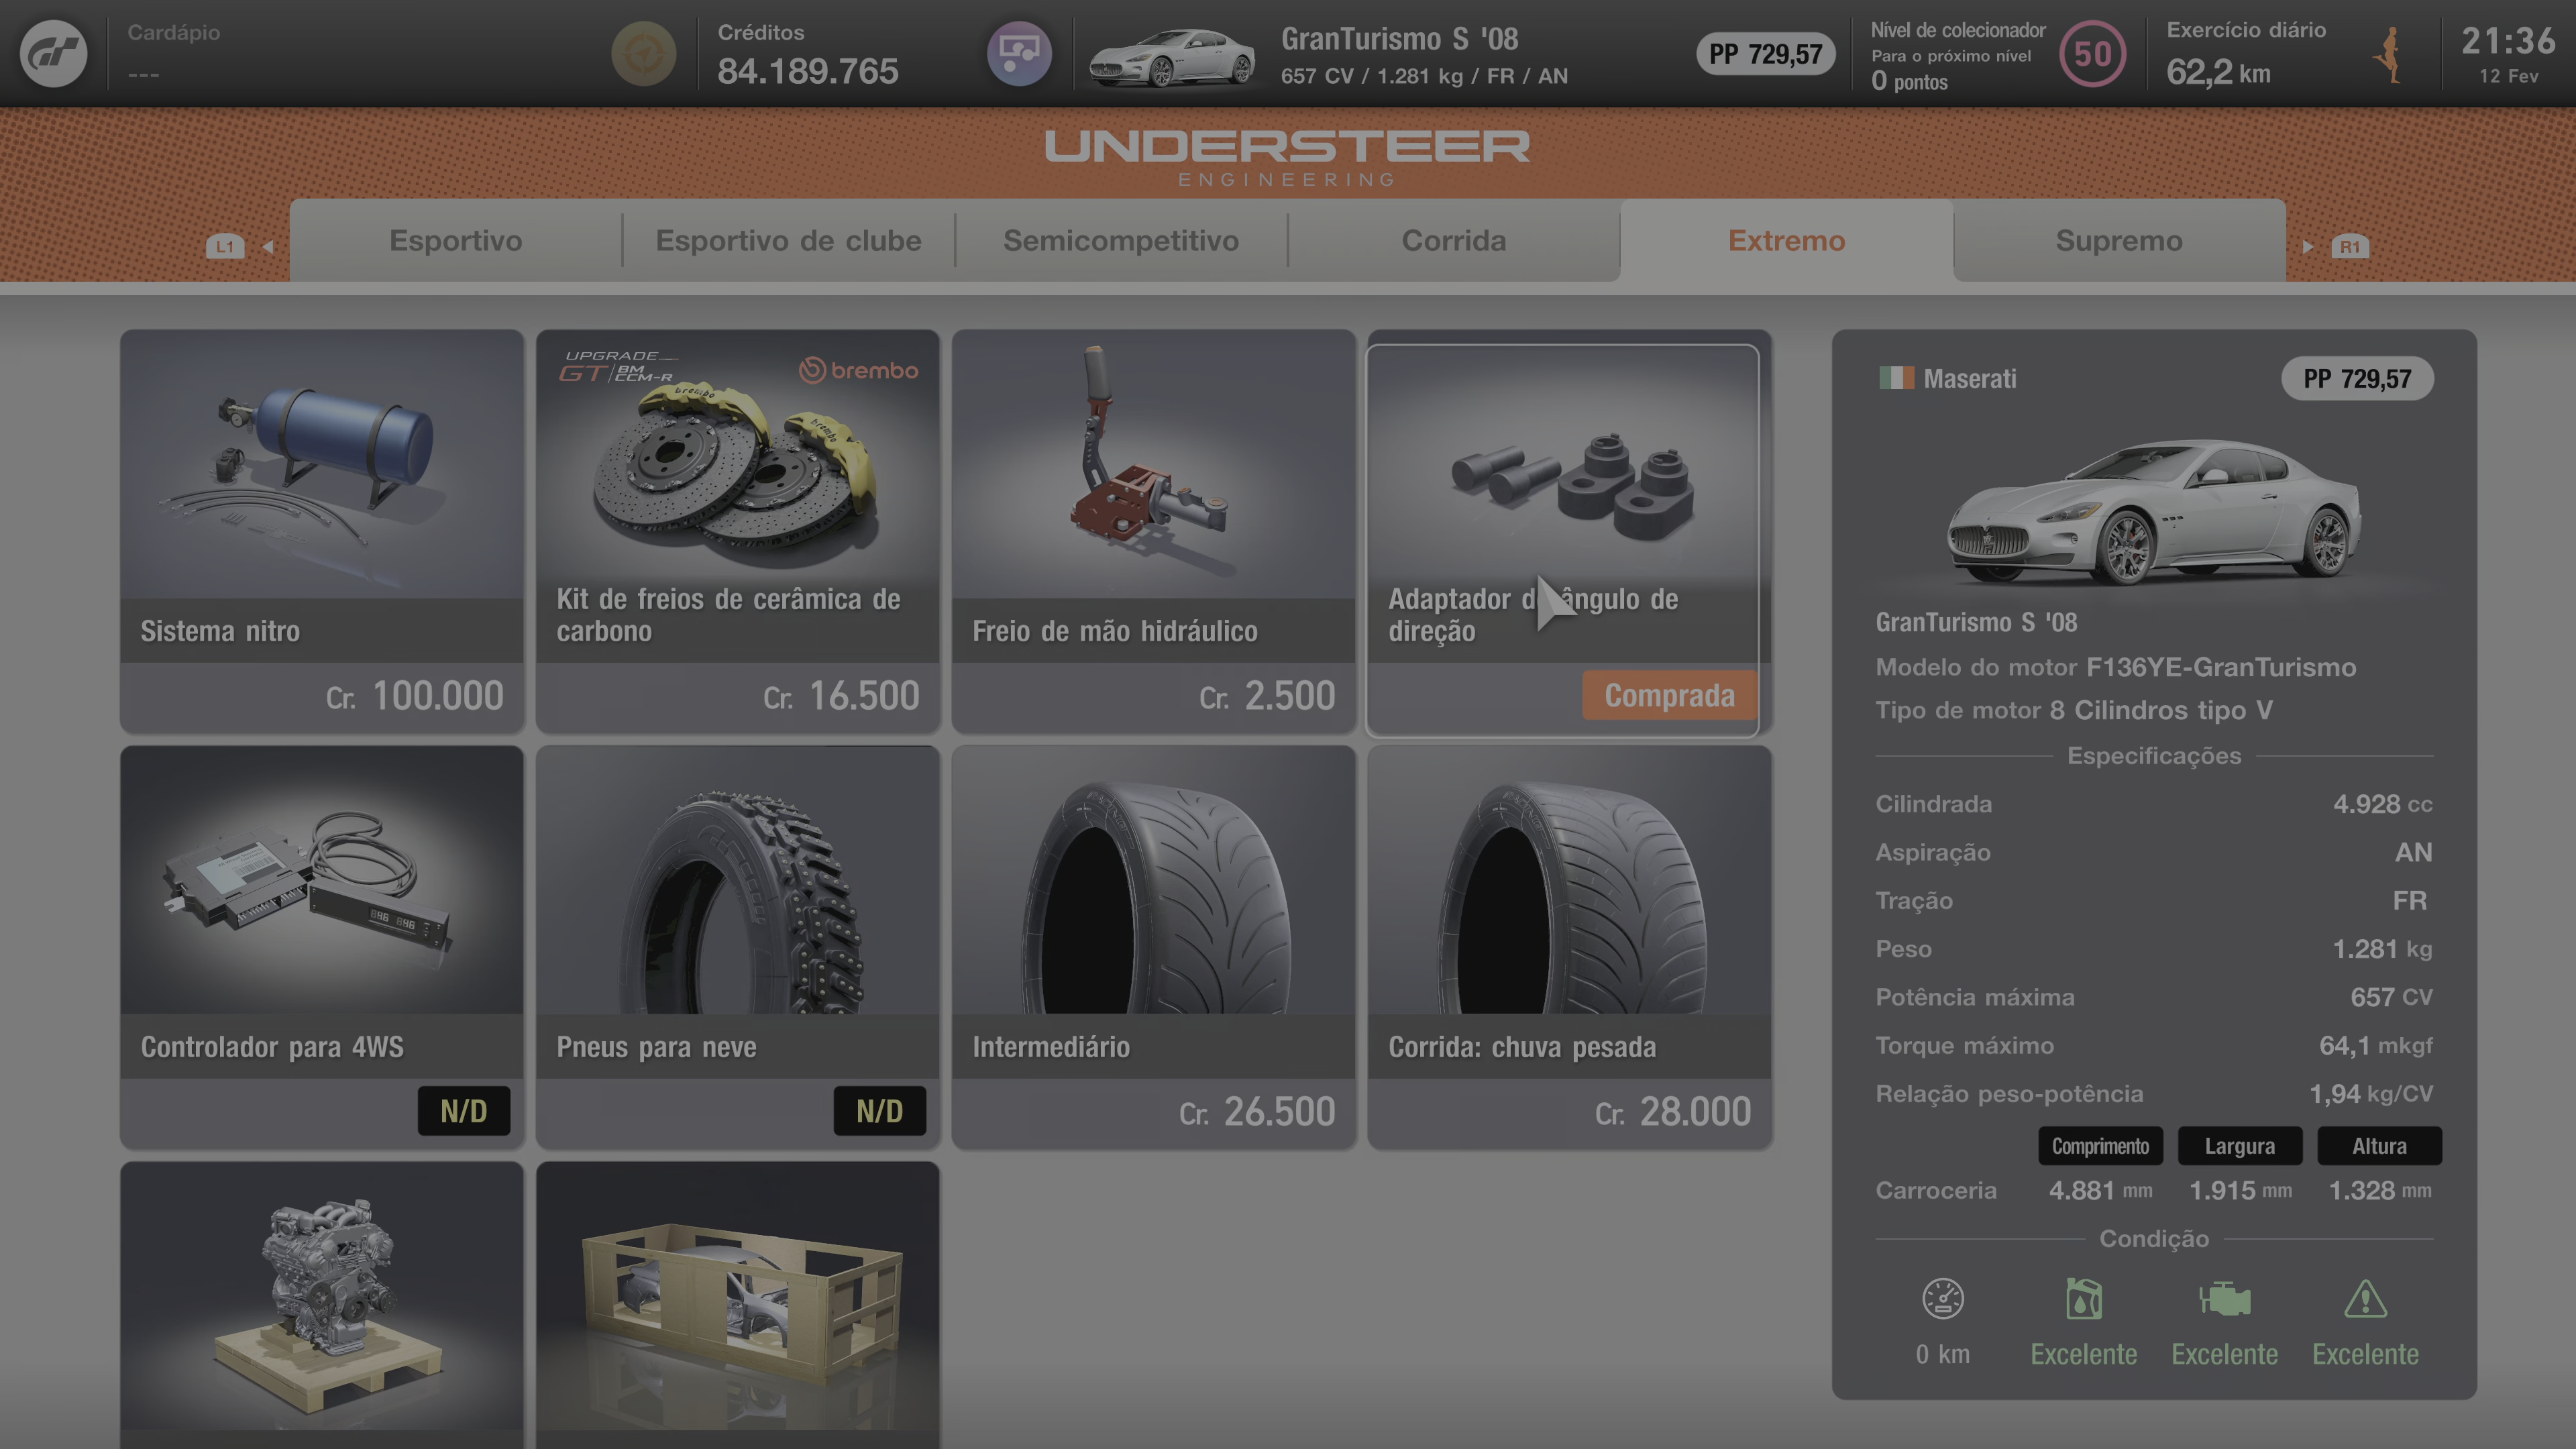 Cardápio
---
Créditos
84.189.765
GranTurismo S '08
657 CV / 1.281 kg / FR / AN
PP 729,57
Nível de colecionador
Para o próximo nível
0 pontos
50
Exercício diário
62,2 km
21:36
12 Fev
UNDERSTEER
ENGINEERING
L1
Esportivo
Esportivo de clube
Semicompetitivo
Corrida
Extremo
Supremo
R1
Sistema nitro
Cr. 100.000
UPGRADE
GT/BM CCM-R
brembo
brembo
brembo
Kit de freios de cerâmica de
carbono
Cr. 16.500
Freio de mão hidráulico
Cr. 2.500
Adaptador de ângulo de
direção
Comprada
Controlador para 4WS
N/D
Pneus para neve
N/D
Intermediário
Cr. 26.500
Corrida: chuva pesada
Cr. 28.000
Maserati
PP 729,57
GranTurismo S '08
Modelo do motor F136YE-GranTurismo
Tipo de motor 8 Cilindros tipo V
Especificações
Cilindrada 4.928 cc
Aspiração AN
Tração FR
Peso 1.281 kg
Potência máxima 657 CV
Torque máximo 64,1 mkgf
Relação peso-potência 1,94 kg/CV
Comprimento Largura Altura
Carroceria 4.881 mm 1.915 mm 1.328 mm
Condição
0 km
Excelente
Excelente
Excelente